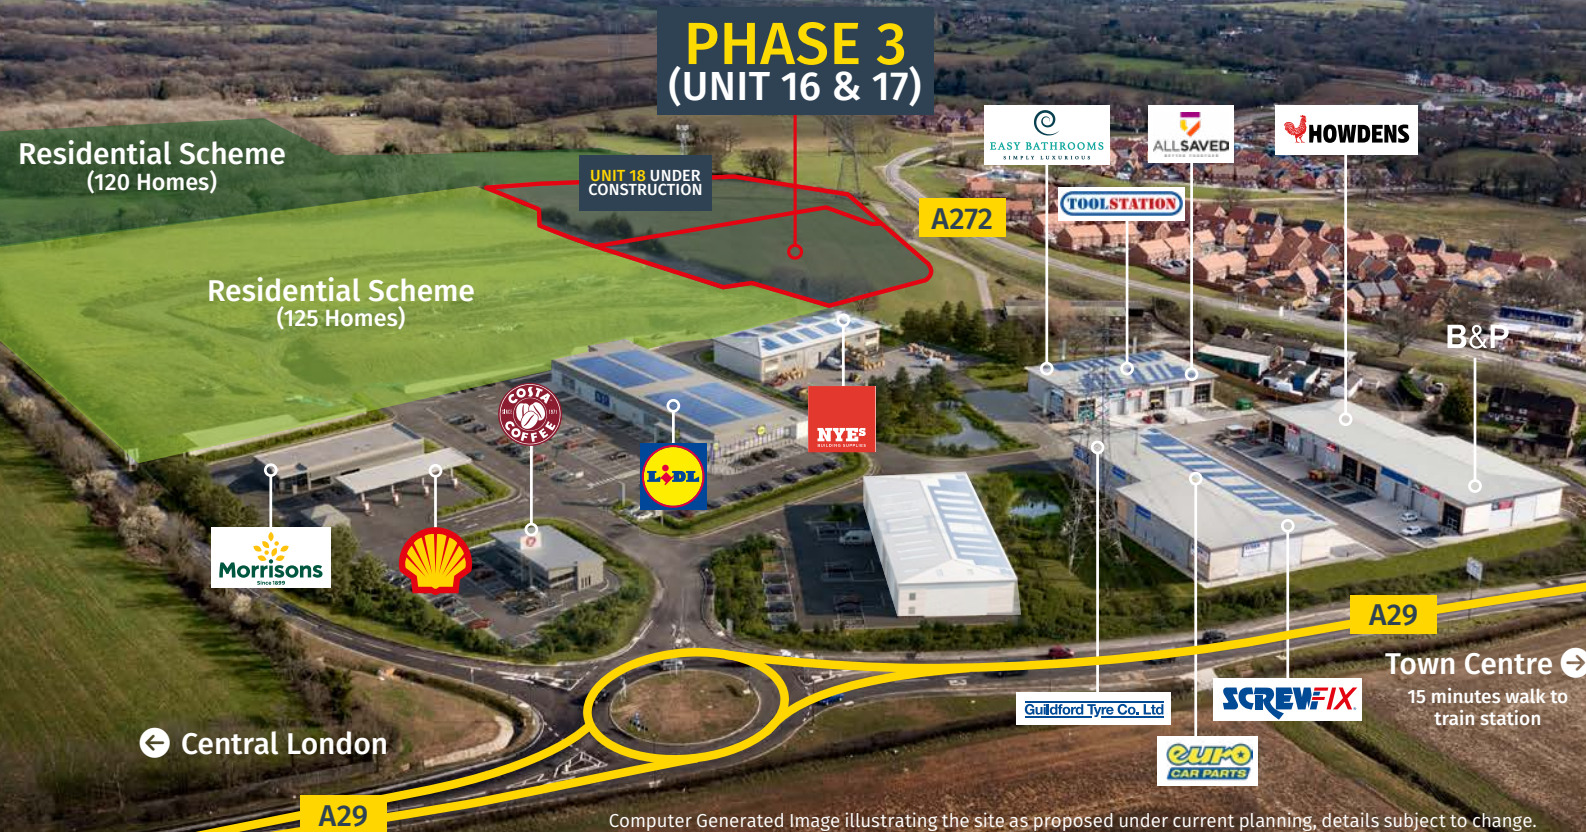 PHASE 3
(UNIT 16 & 17)
EASY BATHROOMS
SIMPLY LUXURIOUS
ALLSAVED
HOWDENS
Residential Scheme
(120 Homes)
UNIT 18 UNDER
CONSTRUCTION
TOOLSTATION
A272
Residential Scheme
(125 Homes)
B&P
COSTA
COFFEE
NYEs
BUILDING SUPPLIES
LIDL
Morrisons
Since 1899
A29
Town Centre
15 minutes walk to
train station
Guildford Tyre Co. Ltd
SCREWFIX
Central London
euro
CAR PARTS
A29
Computer Generated Image illustrating the site as proposed under current planning, details subject to change.